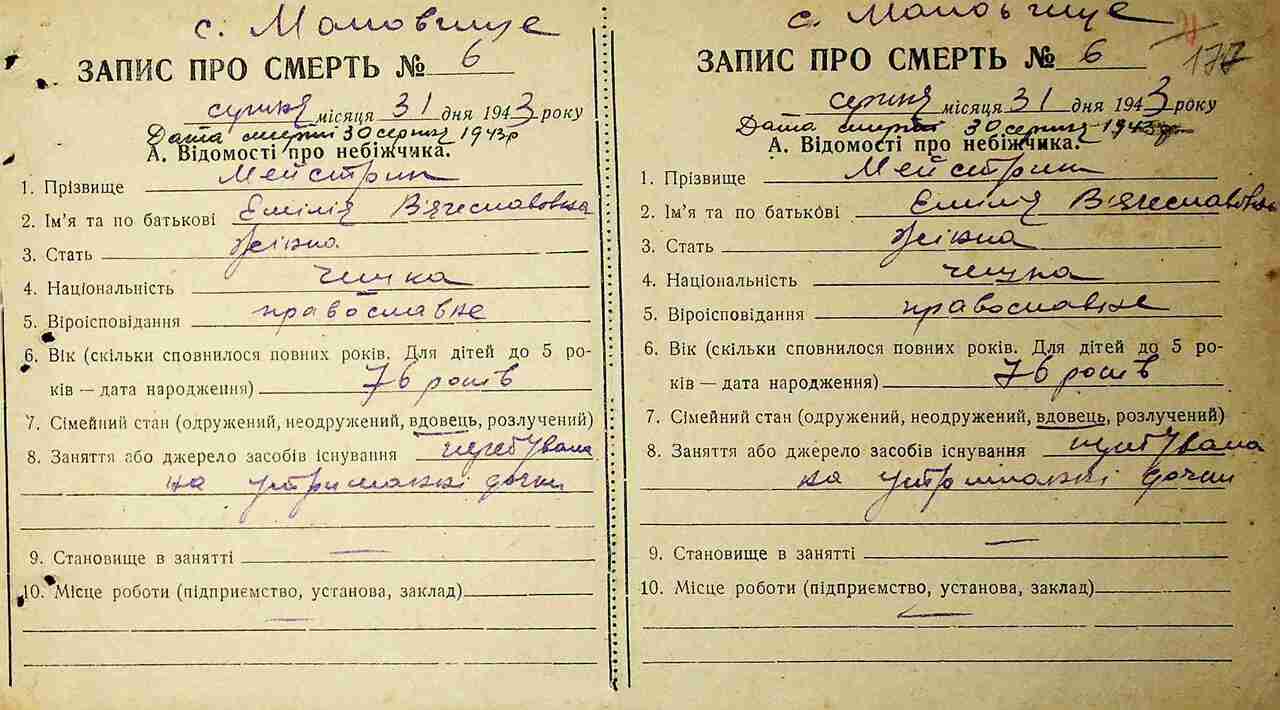 с. Мотовище
ЗАПИС ПРО СМЕРТЬ № 6
серпня місяця 31 дня 1943 року
Дата смерти 30 серпня 1943р
А. Відомості про небіжчика.
1. Прізвище Мейстрик
2. Ім'я та по батькові Емілія Вячеславовна
3. Стать жіноча
4. Національність чешка
5. Віроісповідання православне
6. Вік (скільки сповнилося повних років. Для дітей до 5 ро-
ків — дата народження) 76 років
7. Сімейний стан (одружений, неодружений, вдовець, розлучений)
8. Заняття або джерело засобів існування перебувала
на утриманні дочки
9. Становище в занятті —
10. Місце роботи (підприємство, установа, заклад)
—
с. Мотовище
177
ЗАПИС ПРО СМЕРТЬ № 6
серпня місяця 31 дня 1943 року
Дата смерти 30 серпня 1943
А. Відомості про небіжчика.
1. Прізвище Мейстрик
2. Ім'я та по батькові Емілія Вячеславовна
3. Стать жіноча
4. Національність чешка
5. Віроісповідання православне
6. Вік (скільки сповнилося повних років. Для дітей до 5 ро-
ків — дата народження) 76 років
7. Сімейний стан (одружений, неодружений, вдовець, розлучений)
8. Заняття або джерело засобів існування перебувала
на утриманні дочки
9. Становище в занятті —
10. Місце роботи (підприємство, установа, заклад)
—